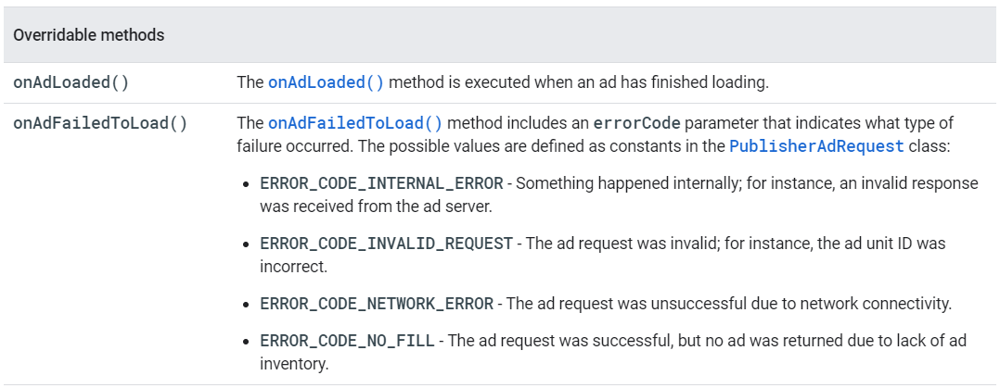 Overridable methods
onAdLoaded()
The onAdLoaded() method is executed when an ad has finished loading.
onAdFailedToLoad()
The onAdFailedToLoad() method includes an errorCode parameter that indicates what type of
failure occurred. The possible values are defined as constants in the PublisherAdRequest class:
• ERROR_CODE_INTERNAL_ERROR - Something happened internally; for instance, an invalid response
was received from the ad server.
• ERROR_CODE_INVALID_REQUEST - The ad request was invalid; for instance, the ad unit ID was
incorrect.
• ERROR_CODE_NETWORK_ERROR - The ad request was unsuccessful due to network connectivity.
• ERROR_CODE_NO_FILL - The ad request was successful, but no ad was returned due to lack of ad
inventory.